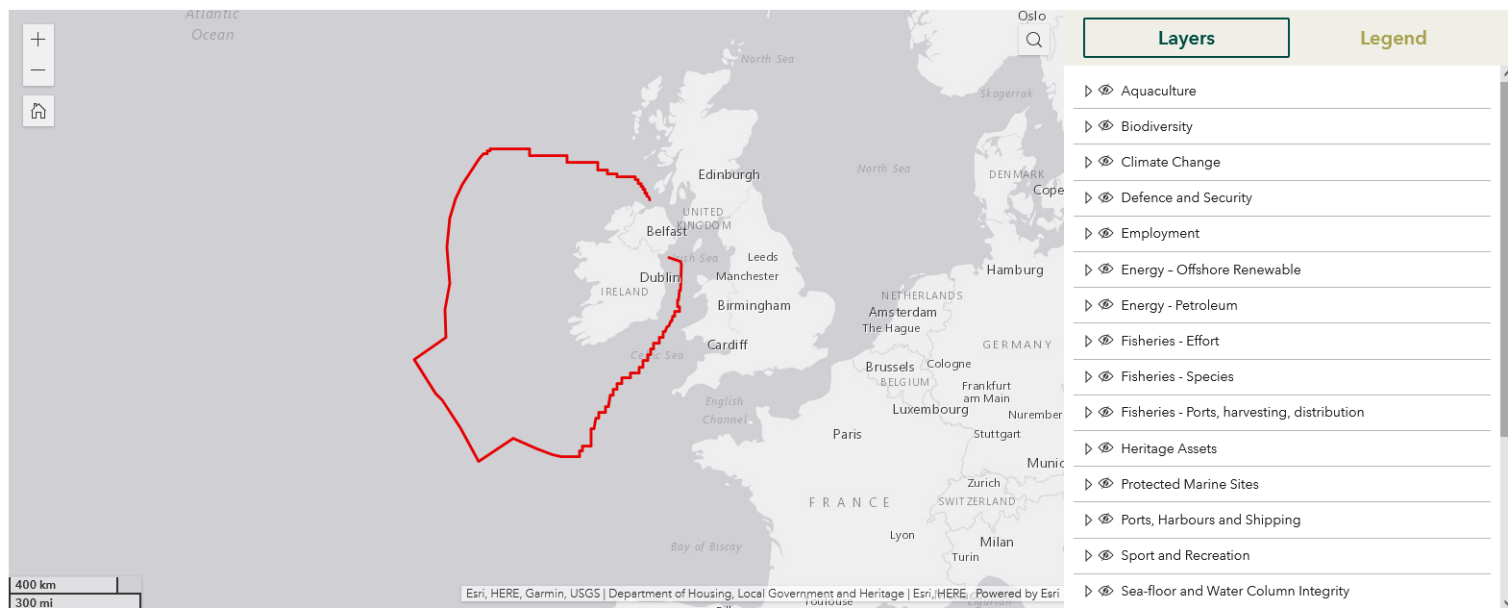 Atlantic
Ocean
Oslo
North Sea
Skagerrak
Edinburgh
North Sea
DENMARK
Cope
UNITED
KINGDOM
Belfast
Irish Sea
Leeds
Dublin
Manchester
Hamburg
IRELAND
Birmingham
NETHERLANDS
Amsterdam
The Hague
Cardiff
GERMANY
Celtic Sea
Brussels
Cologne
BELGIUM
Frankfurt
am Main
English
Channel
Luxembourg
Nurember
Paris
Stuttgart
Munic
Zurich
FRANCE
SWITZERLAND
Lyon
Milan
Bay of Biscay
Turin
400 km
300 mi
Esri, HERE, Garmin, USGS | Department of Housing, Local Government and Heritage | Esri, HERE
Powered by Esri
Toulouse
Layers
Legend
Aquaculture
Biodiversity
Climate Change
Defence and Security
Employment
Energy – Offshore Renewable
Energy - Petroleum
Fisheries - Effort
Fisheries - Species
Fisheries - Ports, harvesting, distribution
Heritage Assets
Protected Marine Sites
Ports, Harbours and Shipping
Sport and Recreation
Sea-floor and Water Column Integrity